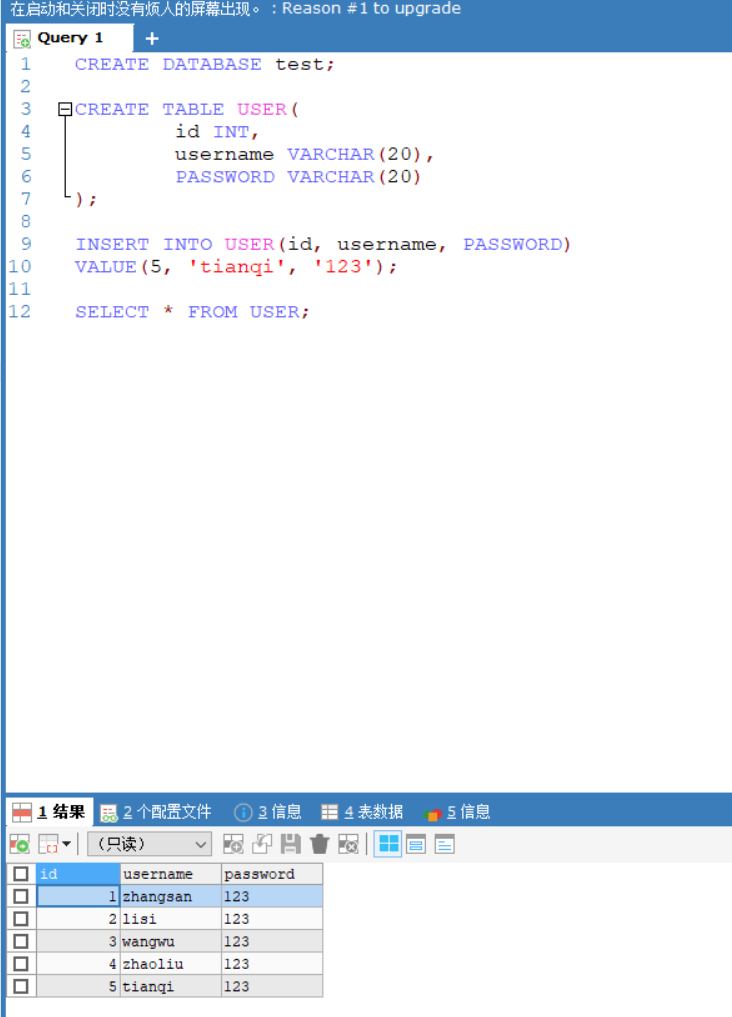 在启动和关闭时没有烦人的屏幕出现。 : Reason #1 to upgrade
Query 1 +
1 CREATE DATABASE test;
2
3 CREATE TABLE USER(
4 id INT,
5 username VARCHAR(20),
6 PASSWORD VARCHAR(20)
7 );
8
9 INSERT INTO USER(id, username, PASSWORD)
10 VALUE(5, 'tianqi', '123');
11
12 SELECT * FROM USER;
1 结果 2 个配置文件 3 信息 4 表数据 5 信息
（只读）
id username password
1 zhangsan 123
2 lisi 123
3 wangwu 123
4 zhaoliu 123
5 tianqi 123